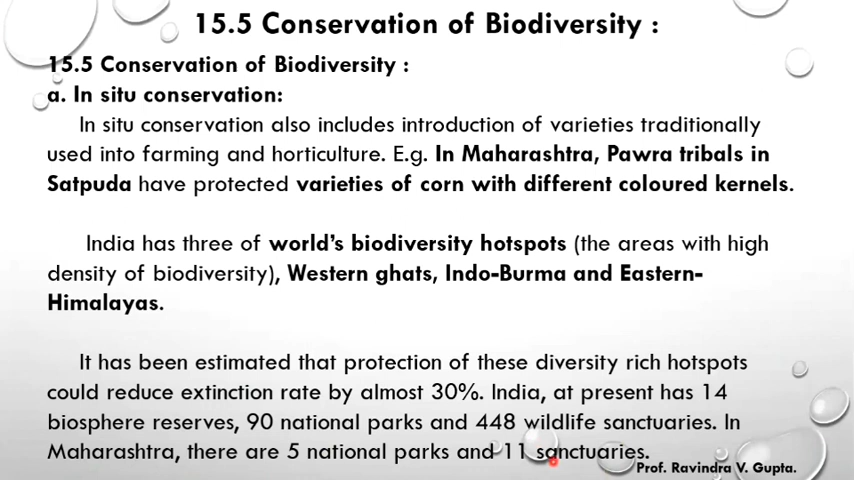 15.5 Conservation of Biodiversity :
15.5 Conservation of Biodiversity :
a. In situ conservation:
In situ conservation also includes introduction of varieties traditionally
used into farming and horticulture. E.g. In Maharashtra, Pawra tribals in
Satpuda have protected varieties of corn with different coloured kernels.
India has three of world's biodiversity hotspots (the areas with high
density of biodiversity), Western ghats, Indo-Burma and Eastern-
Himalayas.
It has been estimated that protection of these diversity rich hotspots
could reduce extinction rate by almost 30%. India, at present has 14
biosphere reserves, 90 national parks and 448 wildlife sanctuaries. In
Maharashtra, there are 5 national parks and 11 sanctuaries.
Prof. Ravindra V. Gupta.